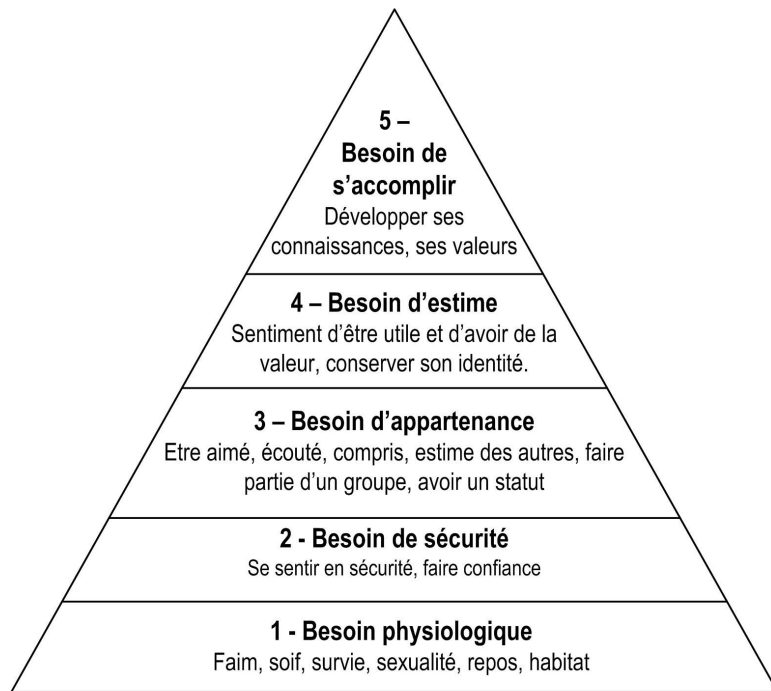 5 –
Besoin de
s’accomplir
Développer ses
connaissances, ses valeurs
4 – Besoin d’estime
Sentiment d’être utile et d’avoir de la
valeur, conserver son identité.
3 – Besoin d’appartenance
Etre aimé, écouté, compris, estime des autres, faire
partie d’un groupe, avoir un statut
2 - Besoin de sécurité
Se sentir en sécurité, faire confiance
1 - Besoin physiologique
Faim, soif, survie, sexualité, repos, habitat